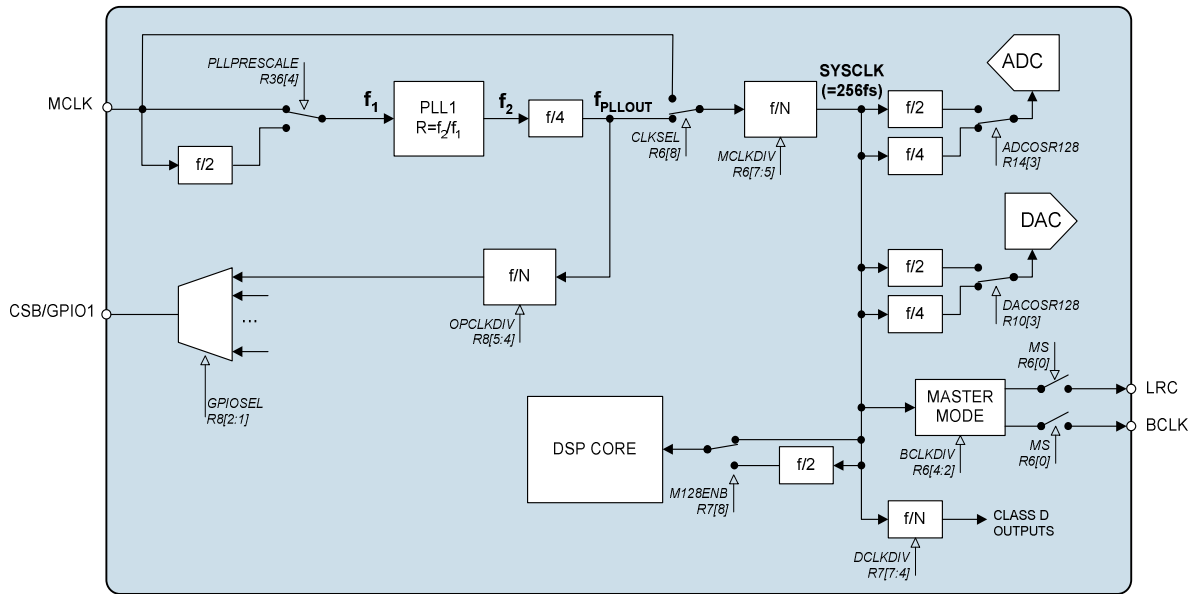 PLLPRESCALE
R36[4]
MCLK
f1
PLL1
R=f2/f1
f2
f/4
fPLLOUT
CLKSEL
R6[8]
f/N
MCLKDIV
R6[7:5]
SYSCLK
(=256fs)
f/2
f/4
ADC
ADCOSR128
R14[3]
f/2
DAC
f/2
f/4
DACOSR128
R10[3]
f/N
OPCLKDIV
R8[5:4]
CSB/GPIO1
...
GPIOSEL
R8[2:1]
MS
R6[0]
LRC
MASTER
MODE
BCLK
BCLKDIV
R6[4:2]
MS
R6[0]
DSP CORE
f/2
M128ENB
R7[8]
f/N
CLASS D
OUTPUTS
DCLKDIV
R7[7:4]